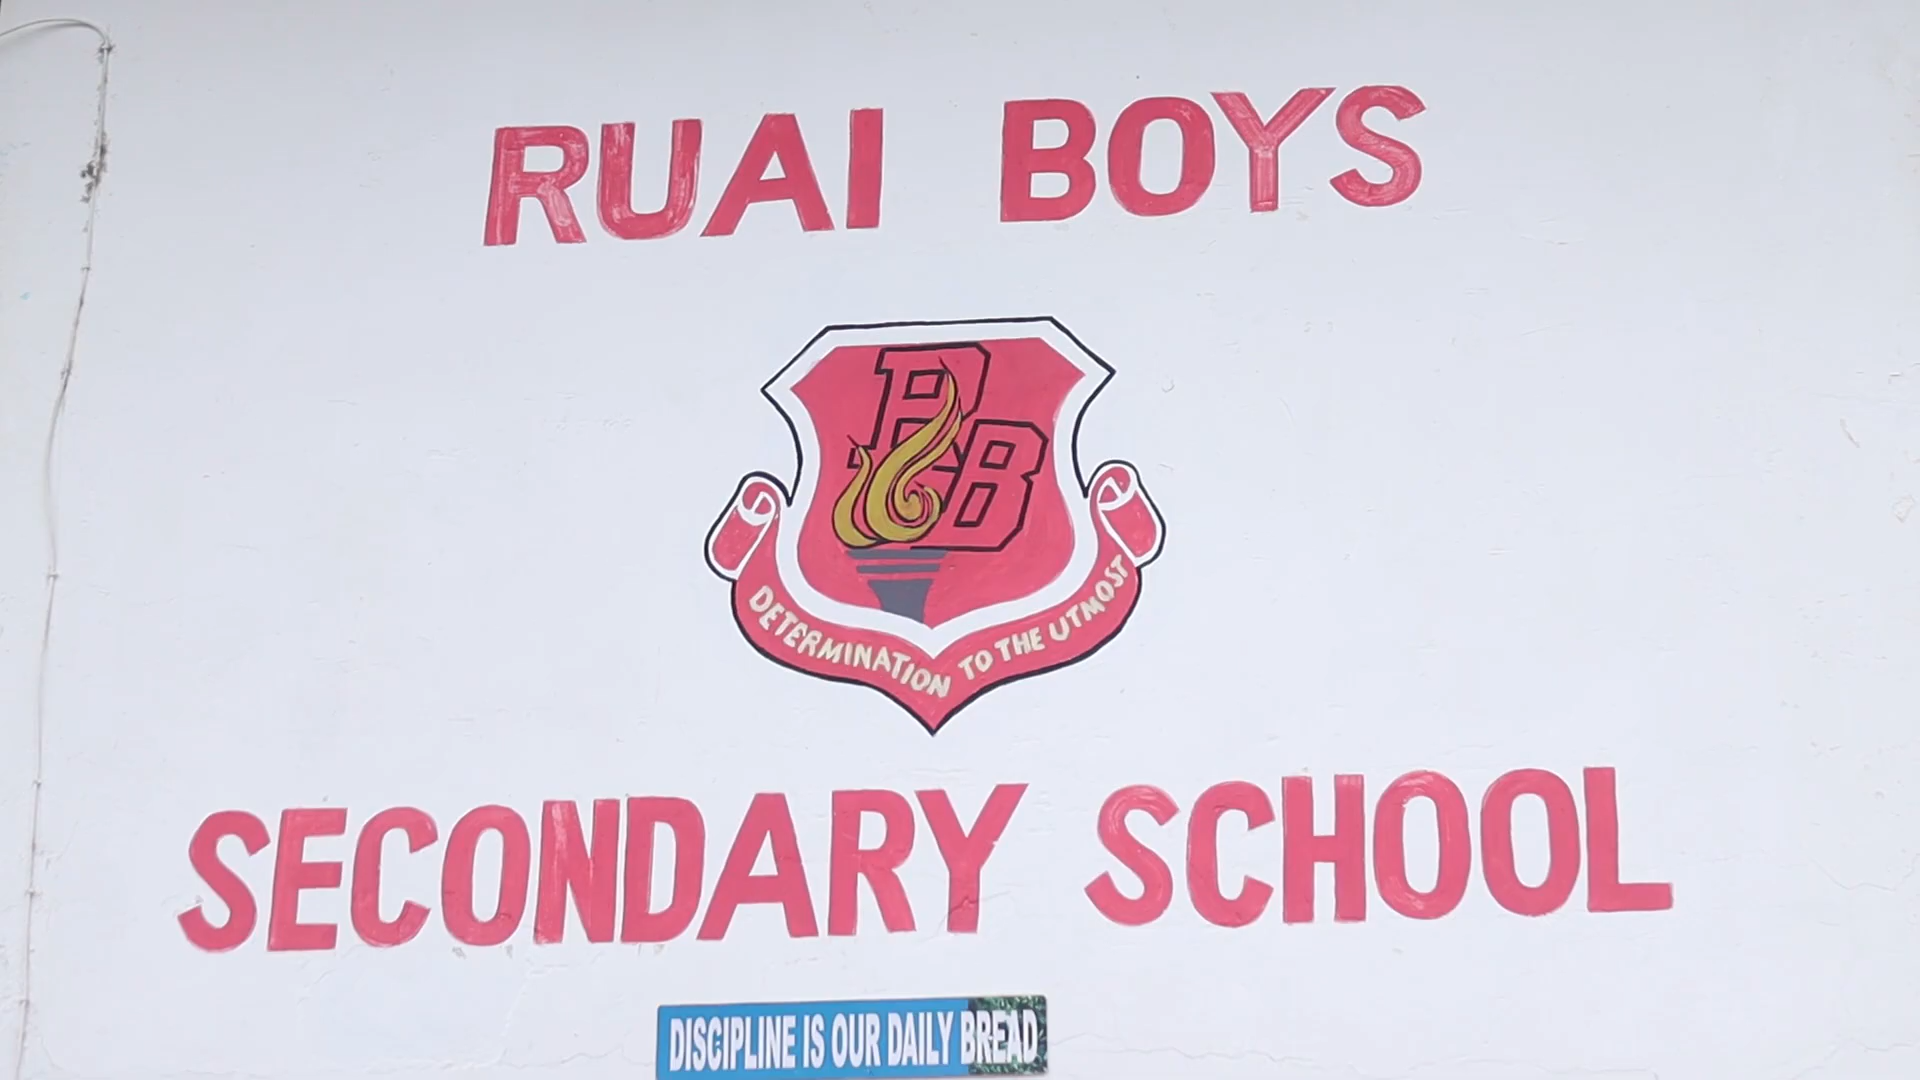 RUAI BOYS
RB
DETERMINATION TO THE UTMOST
SECONDARY SCHOOL
DISCIPLINE IS OUR DAILY BREAD